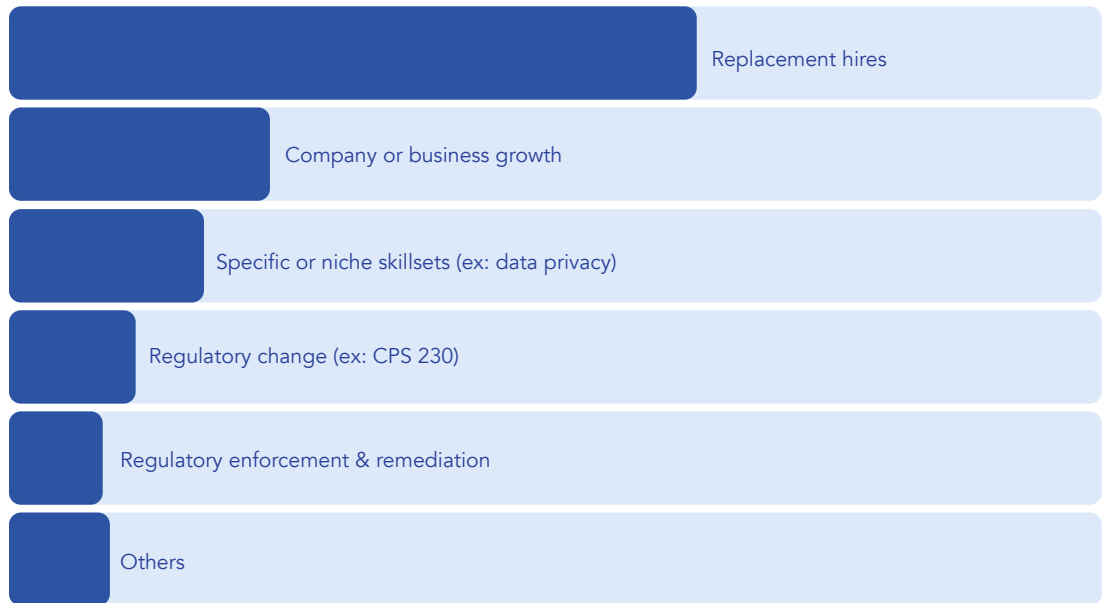 Replacement hires
Company or business growth
Specific or niche skillsets (ex: data privacy)
Regulatory change (ex: CPS 230)
Regulatory enforcement & remediation
Others